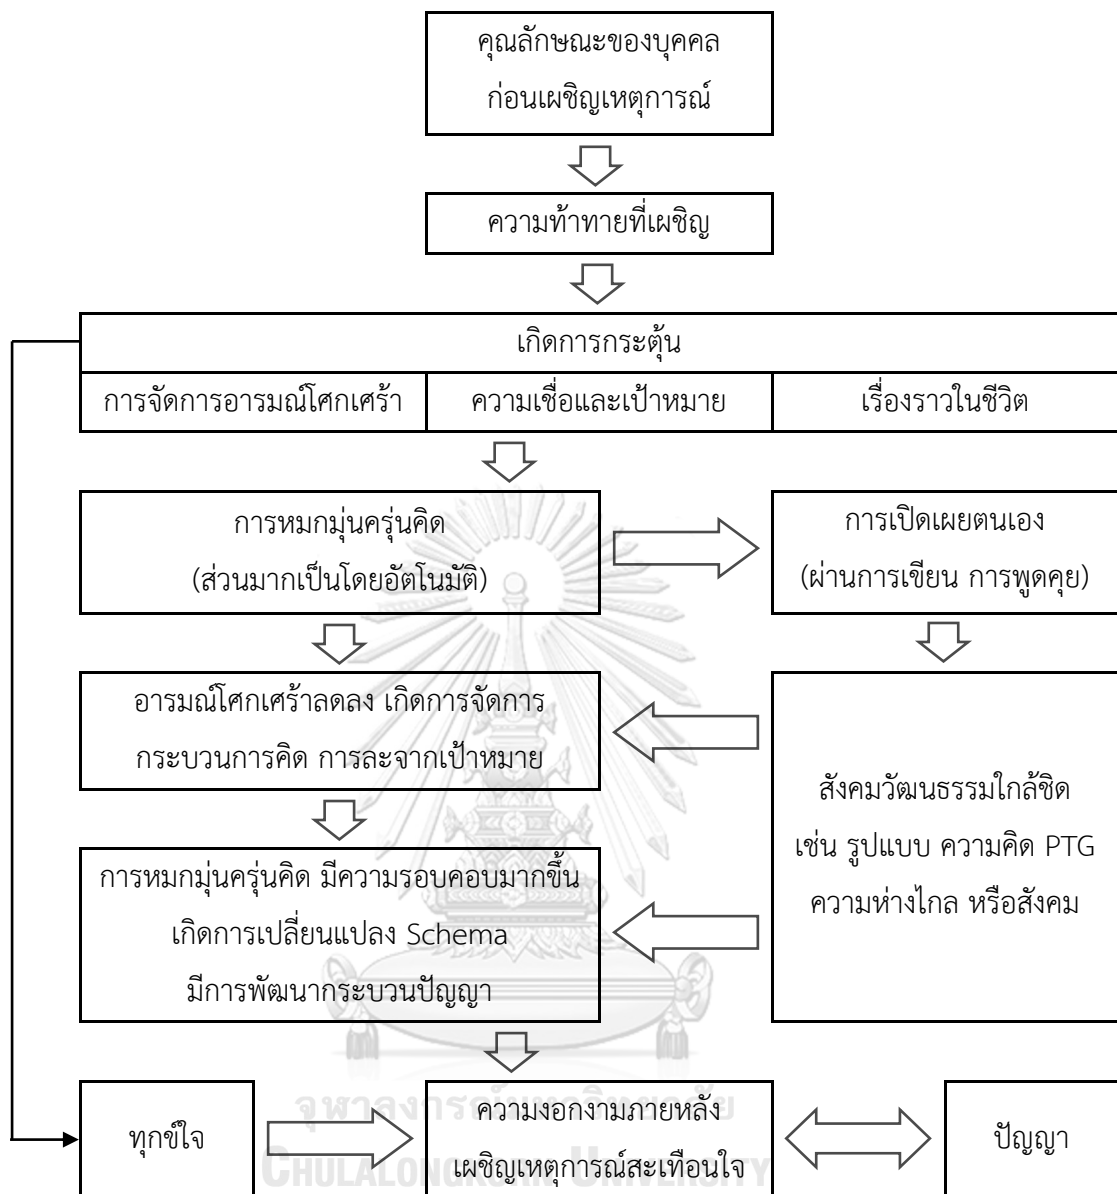 คุณลักษณะของบุคคล
ก่อนเผชิญเหตุการณ์
ความท้าทายที่เผชิญ
เกิดการกระตุ้น
การจัดการอารมณ์โศกเศร้า
ความเชื่อและเป้าหมาย
เรื่องราวในชีวิต
การหมกมุ่นครุ่นคิด
(ส่วนมากเป็นโดยอัตโนมัติ)
การเปิดเผยตนเอง
(ผ่านการเขียน การพูดคุย)
อารมณ์โศกเศร้าลดลง เกิดการจัดการ
กระบวนการคิด การละจากเป้าหมาย
สังคมวัฒนธรรมใกล้ชิด
เช่น รูปแบบ ความคิด PTG
ความห่างไกล หรือสังคม
การหมกมุ่นครุ่นคิด มีความรอบคอบมากขึ้น
เกิดการเปลี่ยนแปลง Schema
มีการพัฒนากระบวนปัญญา
ทุกข์ใจ
ความงอกงามภายหลัง
เผชิญเหตุการณ์สะเทือนใจ
ปัญญา
จุฬาลงกรณ์มหาวิทยาลัย
CHULALONGKORN UNIVERSITY